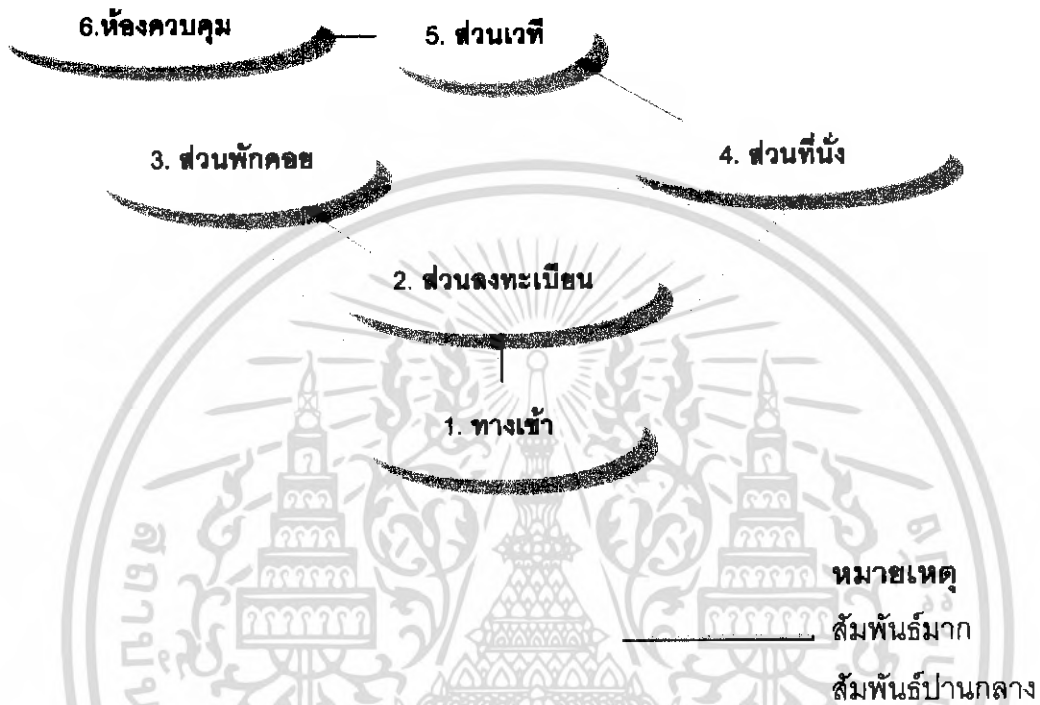 6.ห้องควบคุม
5. ส่วนเวที
3. ส่วนพักคอย
4. ส่วนที่นั่ง
2. ส่วนลงทะเบียน
1. ทางเข้า
หมายเหตุ
สัมพันธ์มาก
สัมพันธ์ปานกลาง